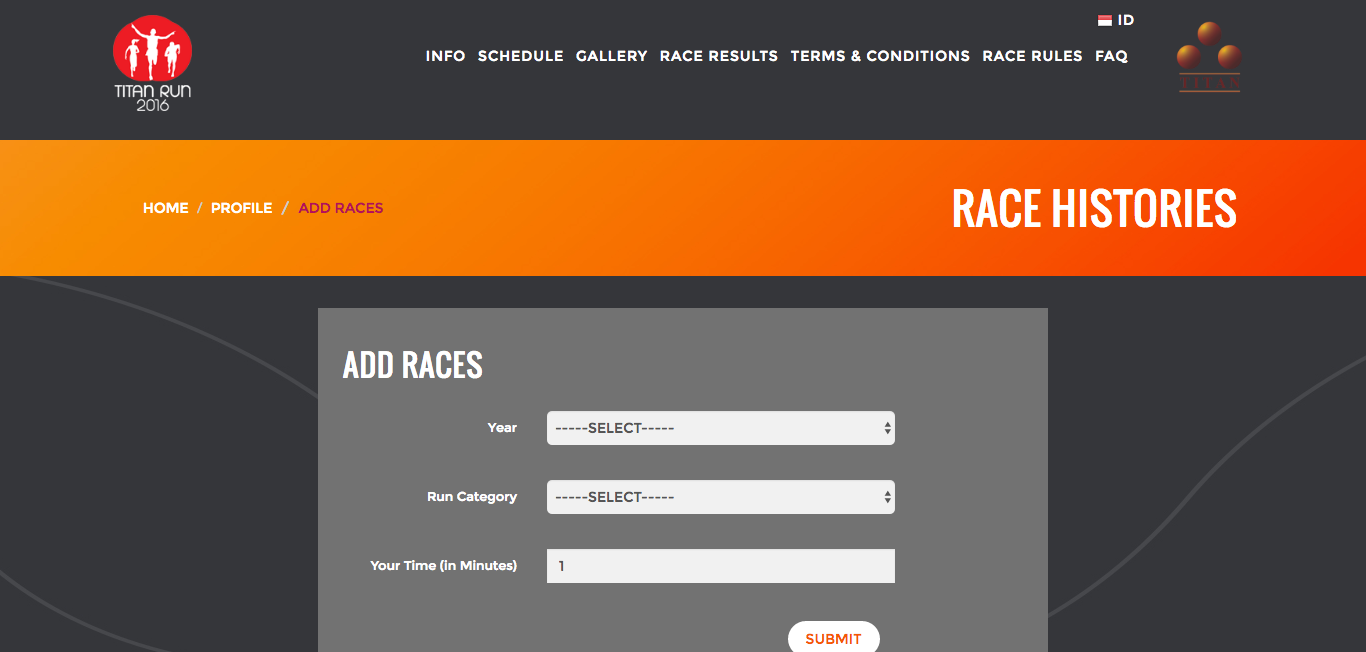 TITAN RUN
2016
ID
INFO SCHEDULE GALLERY RACE RESULTS TERMS & CONDITIONS RACE RULES FAQ
TITAN
HOME / PROFILE / ADD RACES
RACE HISTORIES
ADD RACES
Year -----SELECT-----
Run Category -----SELECT-----
Your Time (in Minutes) 1
SUBMIT